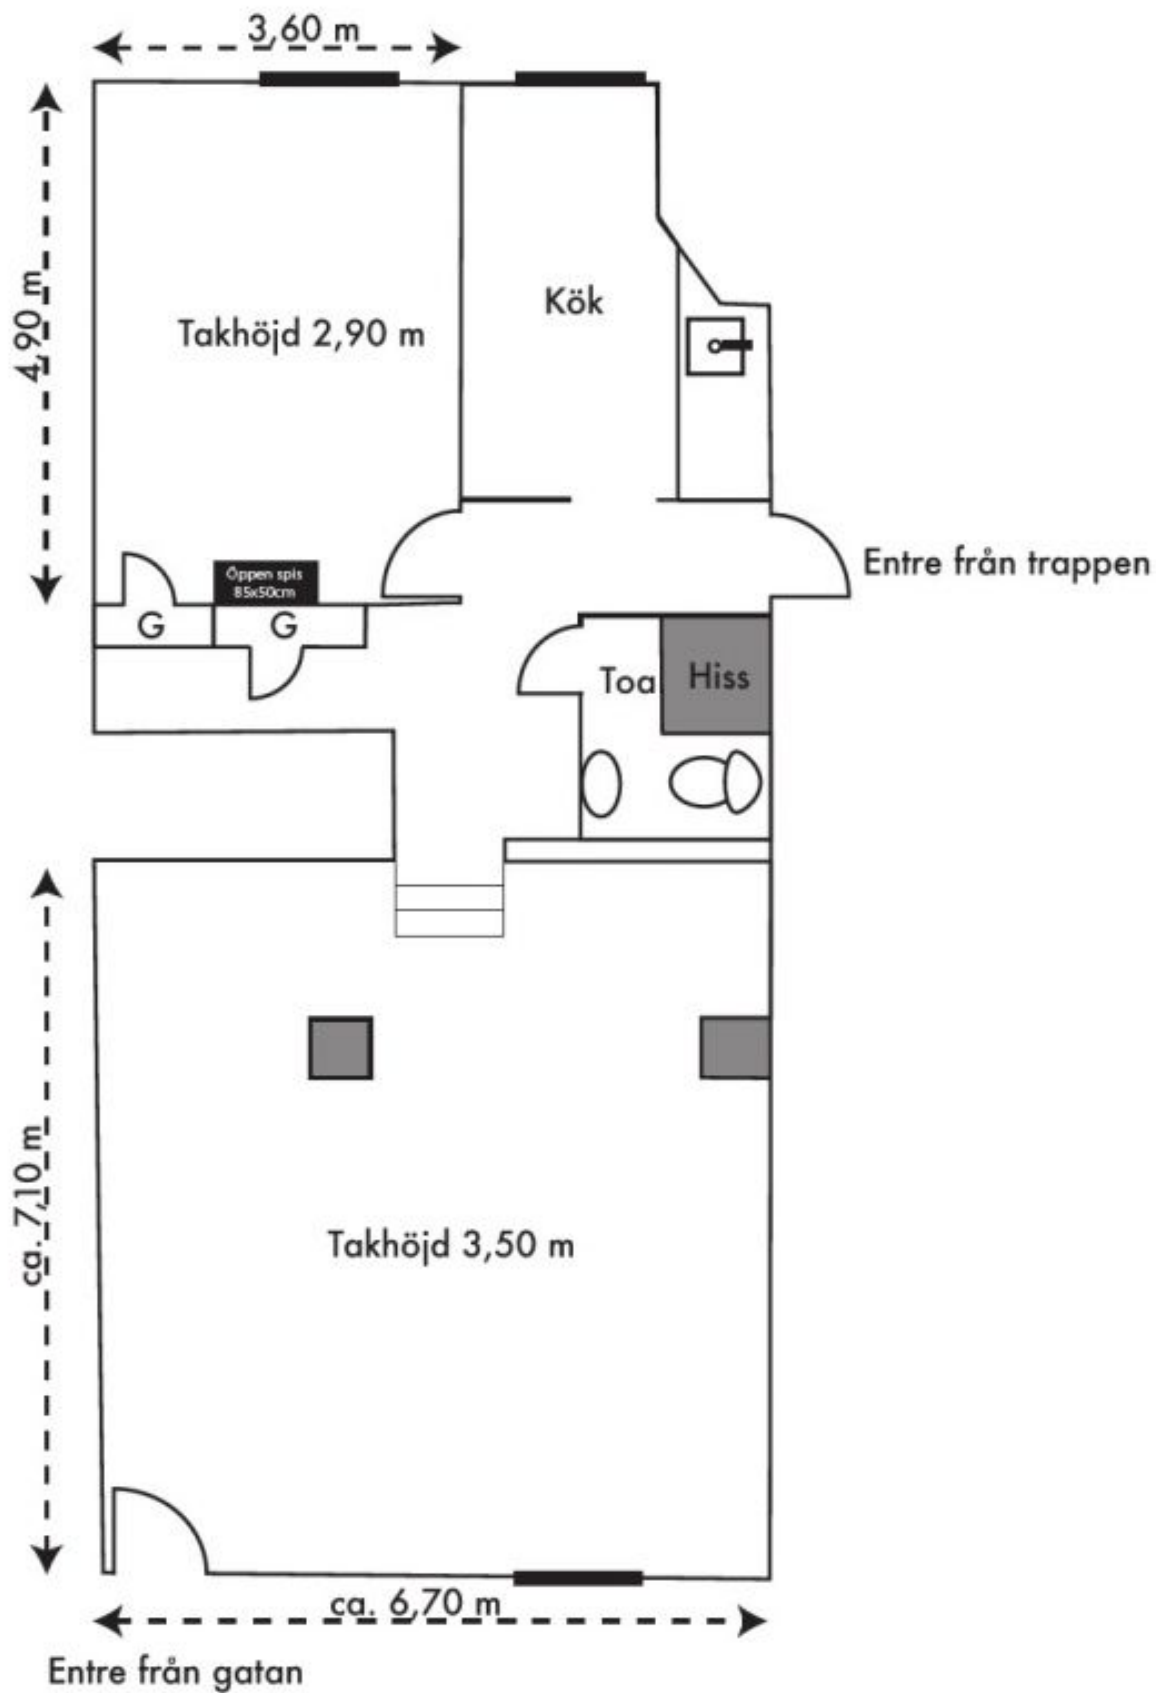 3,60 m
4,90 m
Takhöjd 2,90 m
Kök
Öppen spis
85x50cm
Entre från trappen
G
G
Toa
Hiss
ca. 7,10 m
Takhöjd 3,50 m
ca. 6,70 m
Entre från gatan